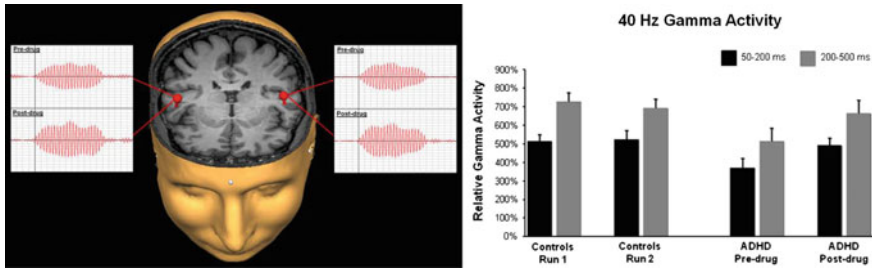 Pre-drug
Post-drug
Pre-drug
Post-drug
40 Hz Gamma Activity
50-200 ms
200-500 ms
Relative Gamma Activity
900%
800%
700%
600%
500%
400%
300%
200%
100%
0%
Controls
Run 1
Controls
Run 2
ADHD
Pre-drug
ADHD
Post-drug